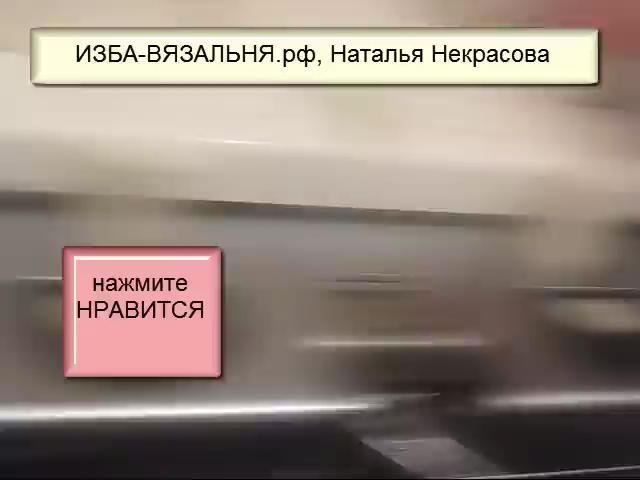 ИЗБА-ВЯЗАЛЬНЯ.рф, Наталья Некрасова
нажмите
НРАВИТСЯ